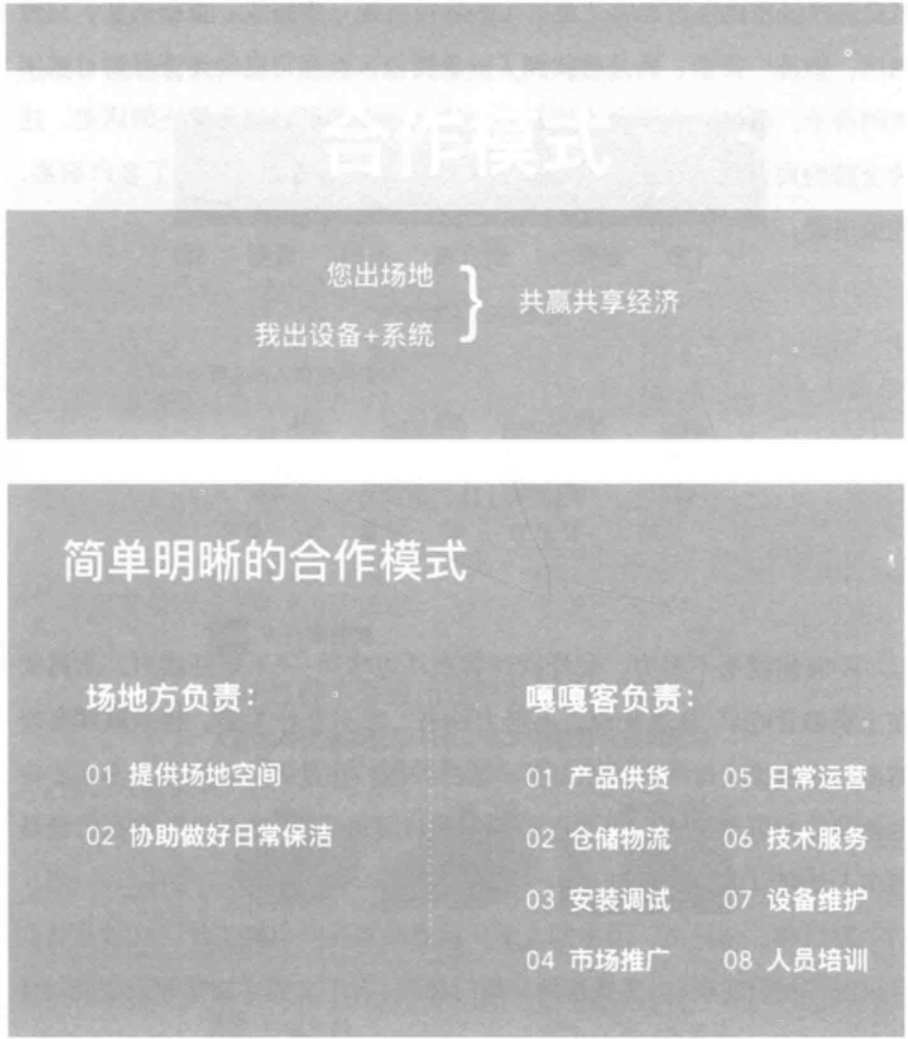 合作模式
您出场地
我出设备+系统
}
共赢共享经济
简单明晰的合作模式
场地方负责：
01 提供场地空间
02 协助做好日常保洁
嘎嘎客负责：
01 产品供货 05 日常运营
02 仓储物流 06 技术服务
03 安装调试 07 设备维护
04 市场推广 08 人员培训